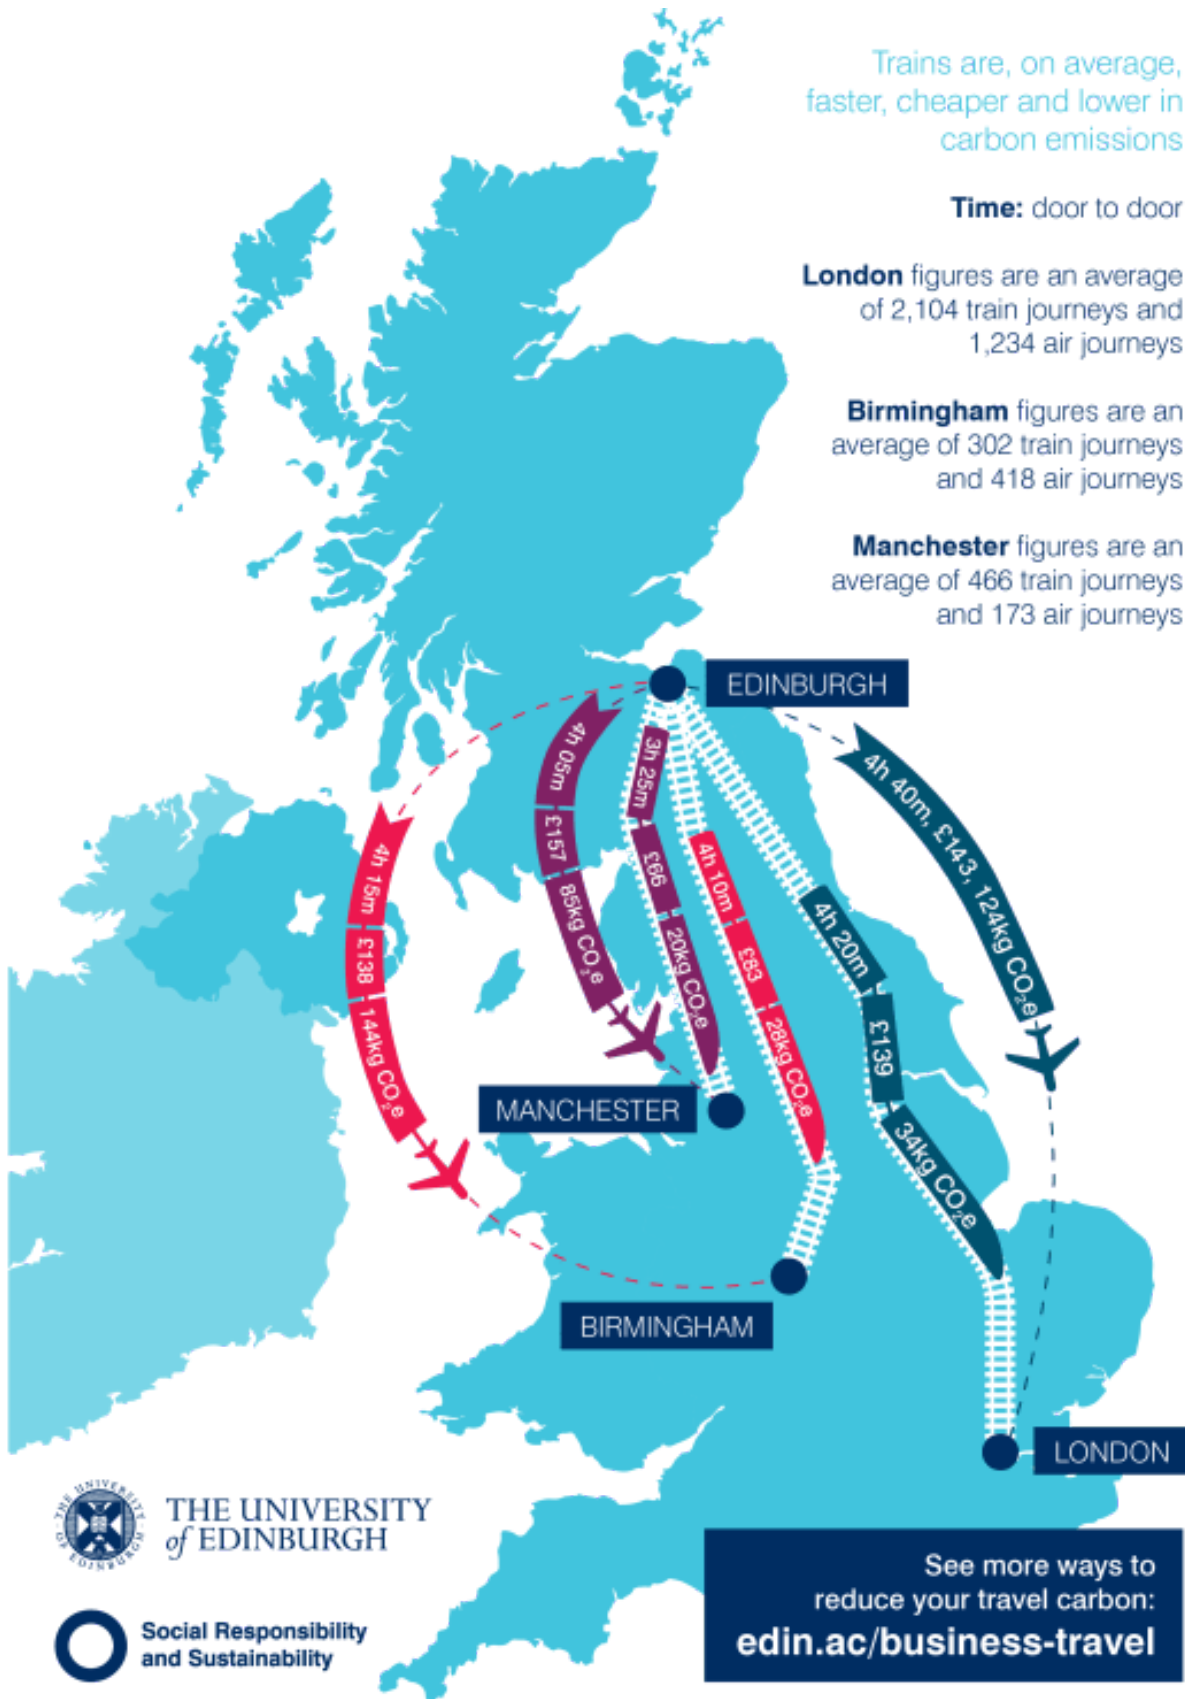 Trains are, on average,
faster, cheaper and lower in
carbon emissions
Time: door to door
London figures are an average
of 2,104 train journeys and
1,234 air journeys
Birmingham figures are an
average of 302 train journeys
and 418 air journeys
Manchester figures are an
average of 466 train journeys
and 173 air journeys
EDINBURGH
4h 15m
£138
144kg CO₂e
4h 05m
£157
85kg CO₂e
3h 25m
£66
20kg CO₂e
4h 10m
£83
28kg CO₂e
4h 20m
£139
34kg CO₂e
4h 40m, £143, 124kg CO₂e
MANCHESTER
BIRMINGHAM
LONDON
THE UNIVERSITY OF EDINBURGH
THE UNIVERSITY
of EDINBURGH
Social Responsibility
and Sustainability
See more ways to
reduce your travel carbon:
edin.ac/business-travel